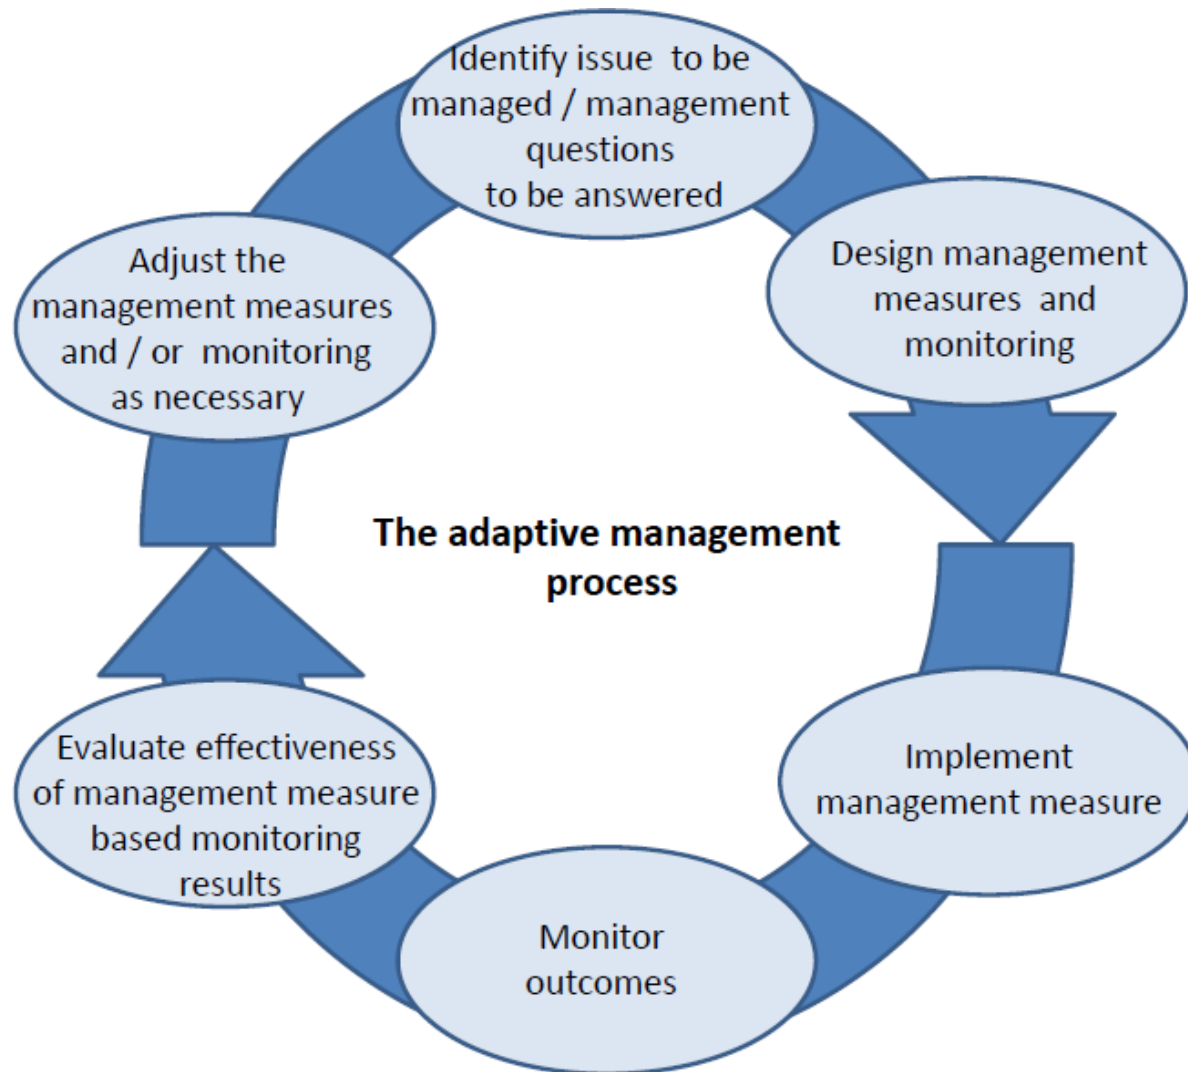 Identify issue to be
managed / management
questions
to be answered
Design management
measures and
monitoring
Implement
management measure
Monitor
outcomes
Evaluate effectiveness
of management measure
based monitoring
results
Adjust the
management measures
and / or monitoring
as necessary
The adaptive management
process